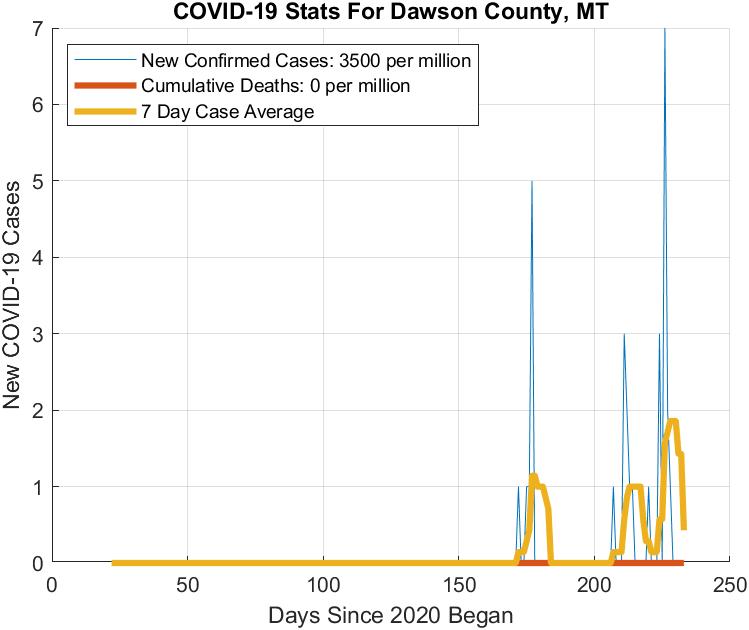 COVID-19 Stats For Dawson County, MT
New Confirmed Cases: 3500 per million
Cumulative Deaths: 0 per million
7 Day Case Average
7
6
5
4
3
2
1
0
New COVID-19 Cases
0 50 100 150 200 250
Days Since 2020 Began